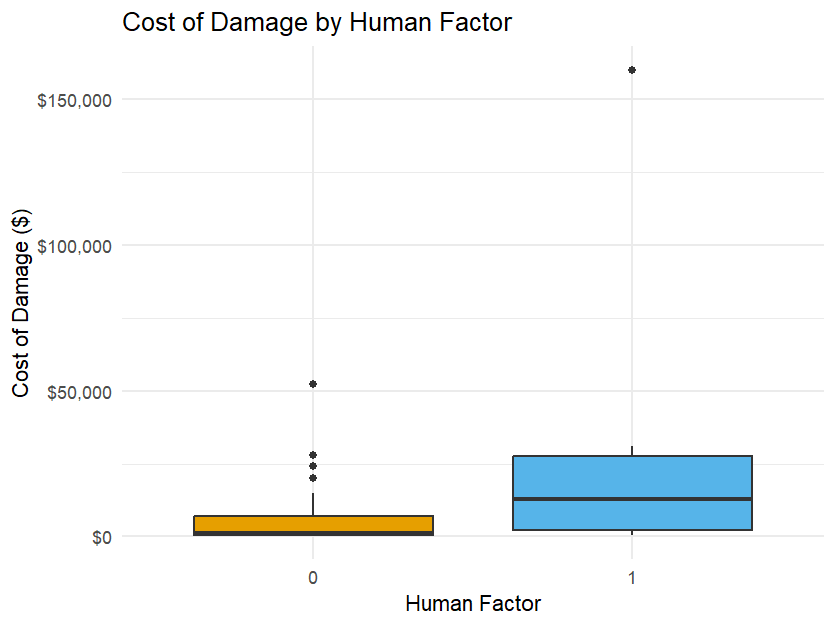 Cost of Damage by Human Factor
Cost of Damage ($)
$150,000
$100,000
$50,000
$0
0
1
Human Factor